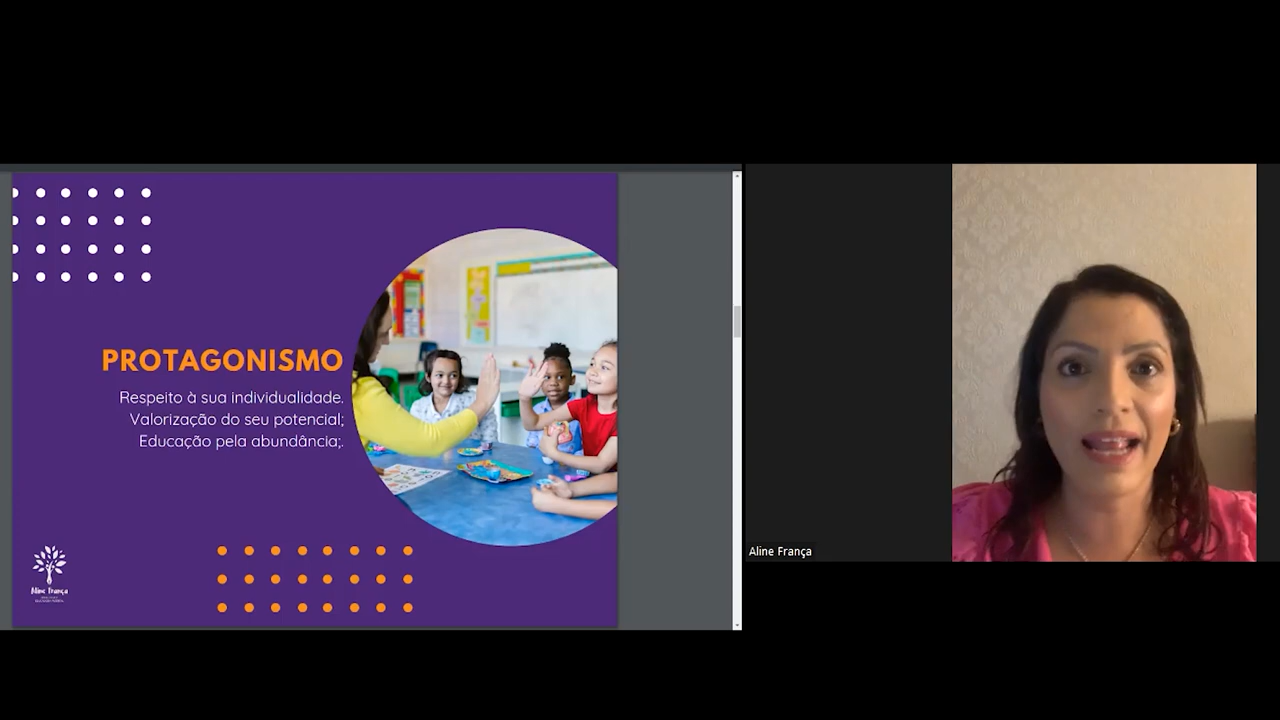 PROTAGONISMO
Respeito à sua individualidade.
Valorização do seu potencial;
Educação pela abundância;.
Aline França
Aline França